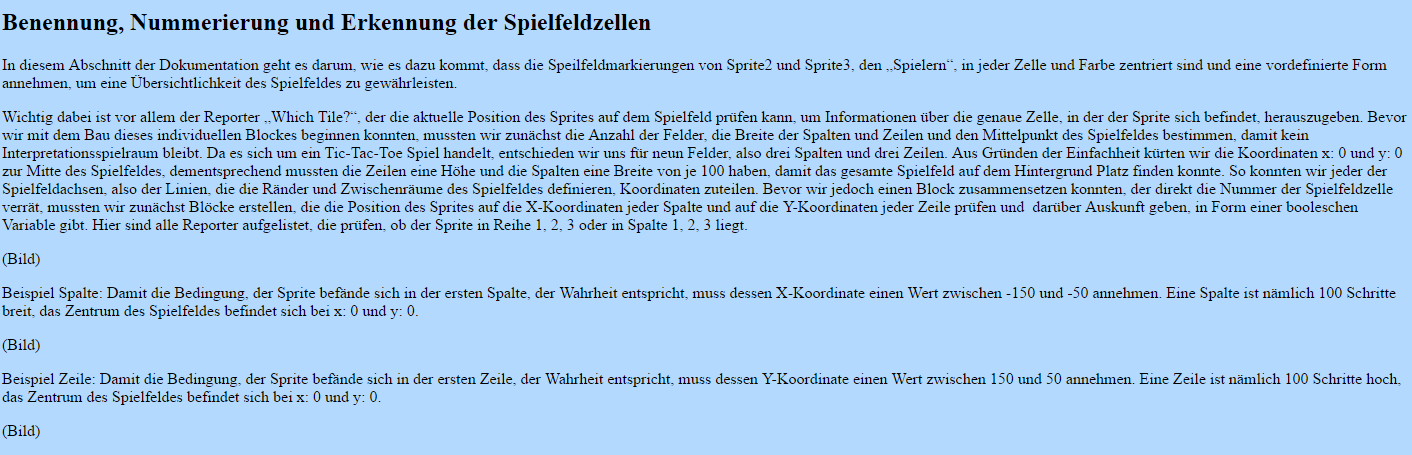 Benennung, Nummerierung und Erkennung der Spielfeldzellen
In diesem Abschnitt der Dokumentation geht es darum, wie es dazu kommt, dass die Speilfeldmarkierungen von Sprite2 und Sprite3, den „Spielern“, in jeder Zelle und Farbe zentriert sind und eine vordefinierte Form
annehmen, um eine Übersichtlichkeit des Spielfeldes zu gewährleisten.
Wichtig dabei ist vor allem der Reporter „Which Tile?“, der die aktuelle Position des Sprites auf dem Spielfeld prüfen kann, um Informationen über die genaue Zelle, in der der Sprite sich befindet, herauszugeben. Bevor
wir mit dem Bau dieses individuellen Blockes beginnen konnten, mussten wir zunächst die Anzahl der Felder, die Breite der Spalten und Zeilen und den Mittelpunkt des Spielfeldes bestimmen, damit kein
Interpretationsspielraum bleibt. Da es sich um ein Tic-Tac-Toe Spiel handelt, entschieden wir uns für neun Felder, also drei Spalten und drei Zeilen. Aus Gründen der Einfachheit kürten wir die Koordinaten x: 0 und y: 0
zur Mitte des Spielfeldes, dementsprechend mussten die Zeilen eine Höhe und die Spalten eine Breite von je 100 haben, damit das gesamte Spielfeld auf dem Hintergrund Platz finden konnte. So konnten wir jeder der
Spielfeldachsen, also der Linien, die die Ränder und Zwischenräume des Spielfeldes definieren, Koordinaten zuteilen. Bevor wir jedoch einen Block zusammensetzen konnten, der direkt die Nummer der Spielfeldzelle
verrät, mussten wir zunächst Blöcke erstellen, die die Position des Sprites auf die X-Koordinaten jeder Spalte und auf die Y-Koordinaten jeder Zeile prüfen und darüber Auskunft geben, in Form einer booleschen
Variable gibt. Hier sind alle Reporter aufgelistet, die prüfen, ob der Sprite in Reihe 1, 2, 3 oder in Spalte 1, 2, 3 liegt.
(Bild)
Beispiel Spalte: Damit die Bedingung, der Sprite befände sich in der ersten Spalte, der Wahrheit entspricht, muss dessen X-Koordinate einen Wert zwischen -150 und -50 annehmen. Eine Spalte ist nämlich 100 Schritte
breit, das Zentrum des Spielfeldes befindet sich bei x: 0 und y: 0.
(Bild)
Beispiel Zeile: Damit die Bedingung, der Sprite befände sich in der ersten Zeile, der Wahrheit entspricht, muss dessen Y-Koordinate einen Wert zwischen 150 und 50 annehmen. Eine Zeile ist nämlich 100 Schritte hoch,
das Zentrum des Spielfeldes befindet sich bei x: 0 und y: 0.
(Bild)